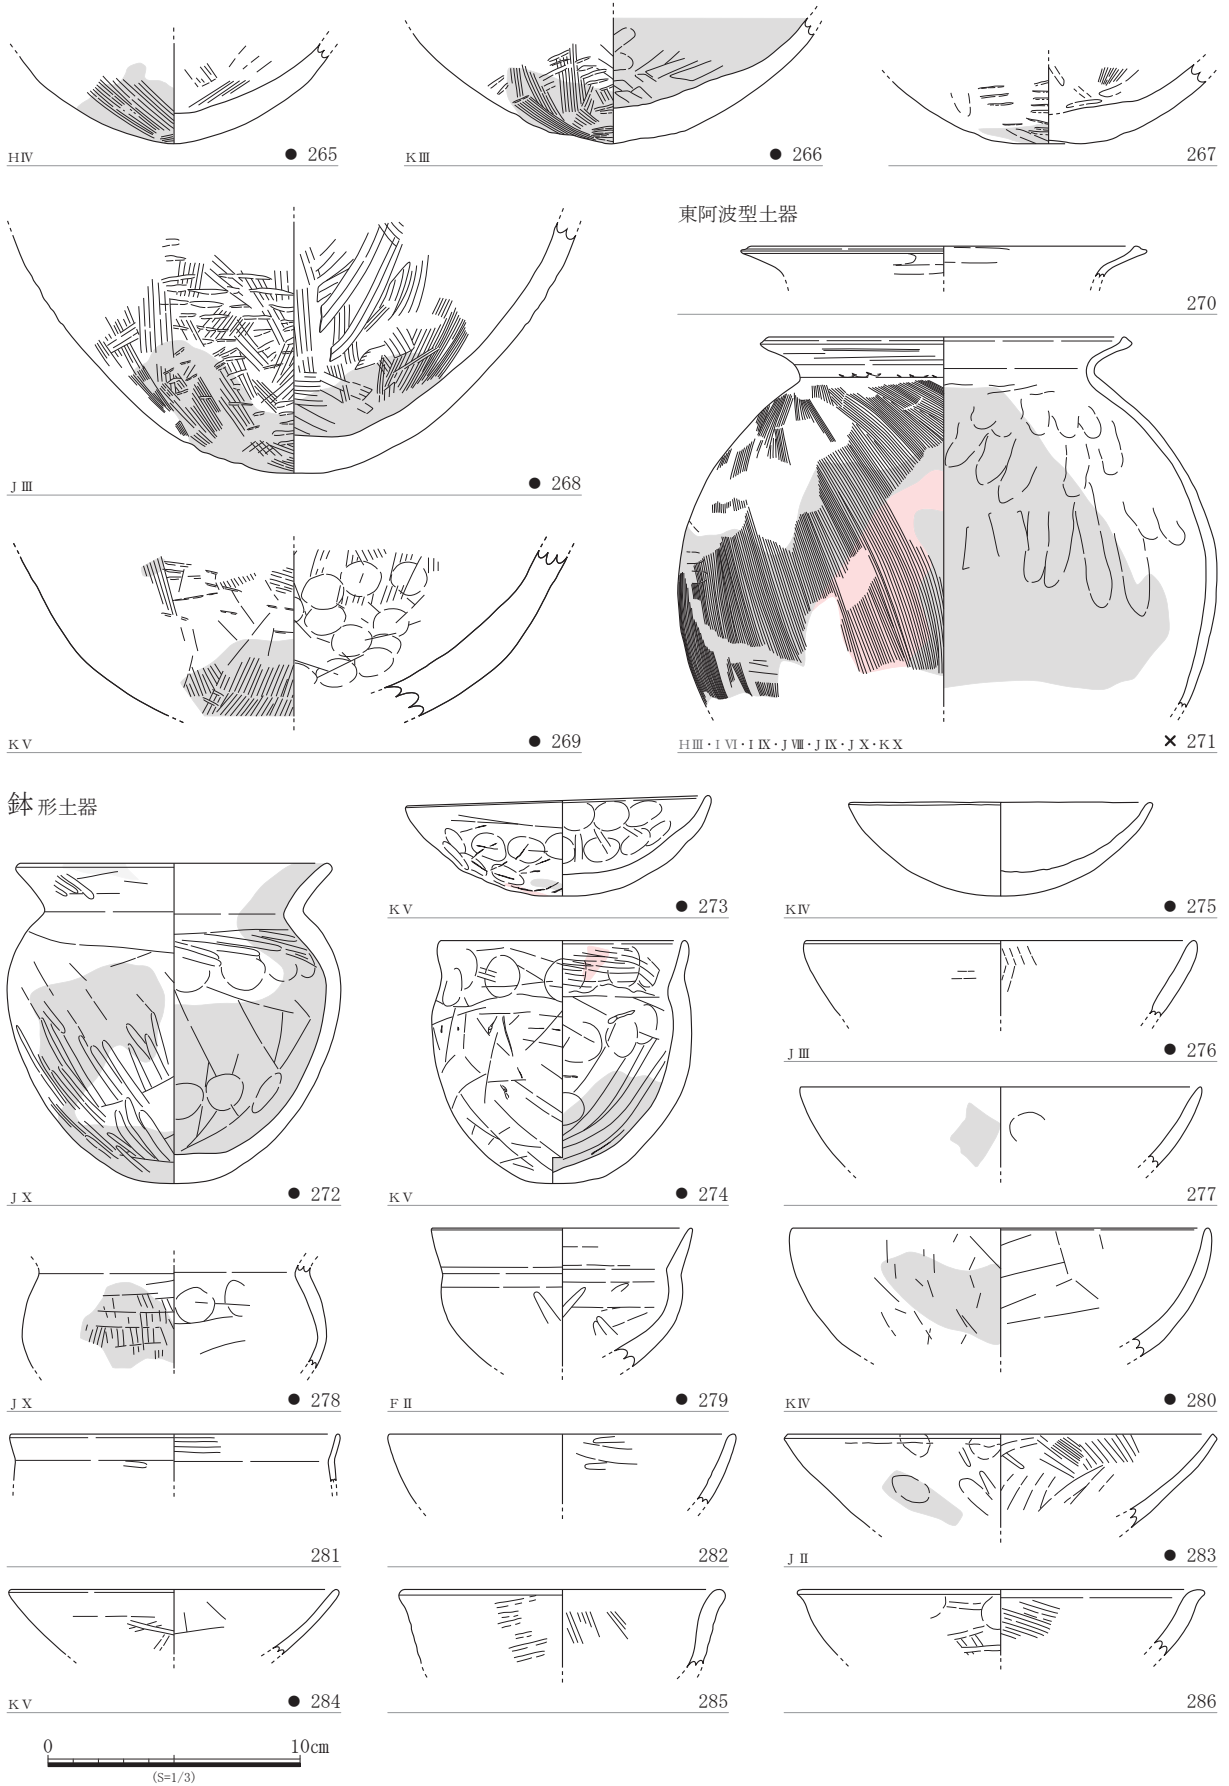 HⅣ ● 265
KⅢ ● 266
267
JⅢ ● 268
東阿波型土器
270
KⅤ ● 269
HⅢ・IⅥ・IⅨ・JⅧ・JⅨ・JⅩ・KⅩ × 271
鉢形土器
JⅩ ● 272
KⅤ ● 273
KⅤ ● 274
KⅣ ● 275
JⅢ ● 276
277
JⅩ ● 278
FⅡ ● 279
KⅣ ● 280
281
282
JⅡ ● 283
KⅤ ● 284
285
286
0 10cm
(S=1/3)